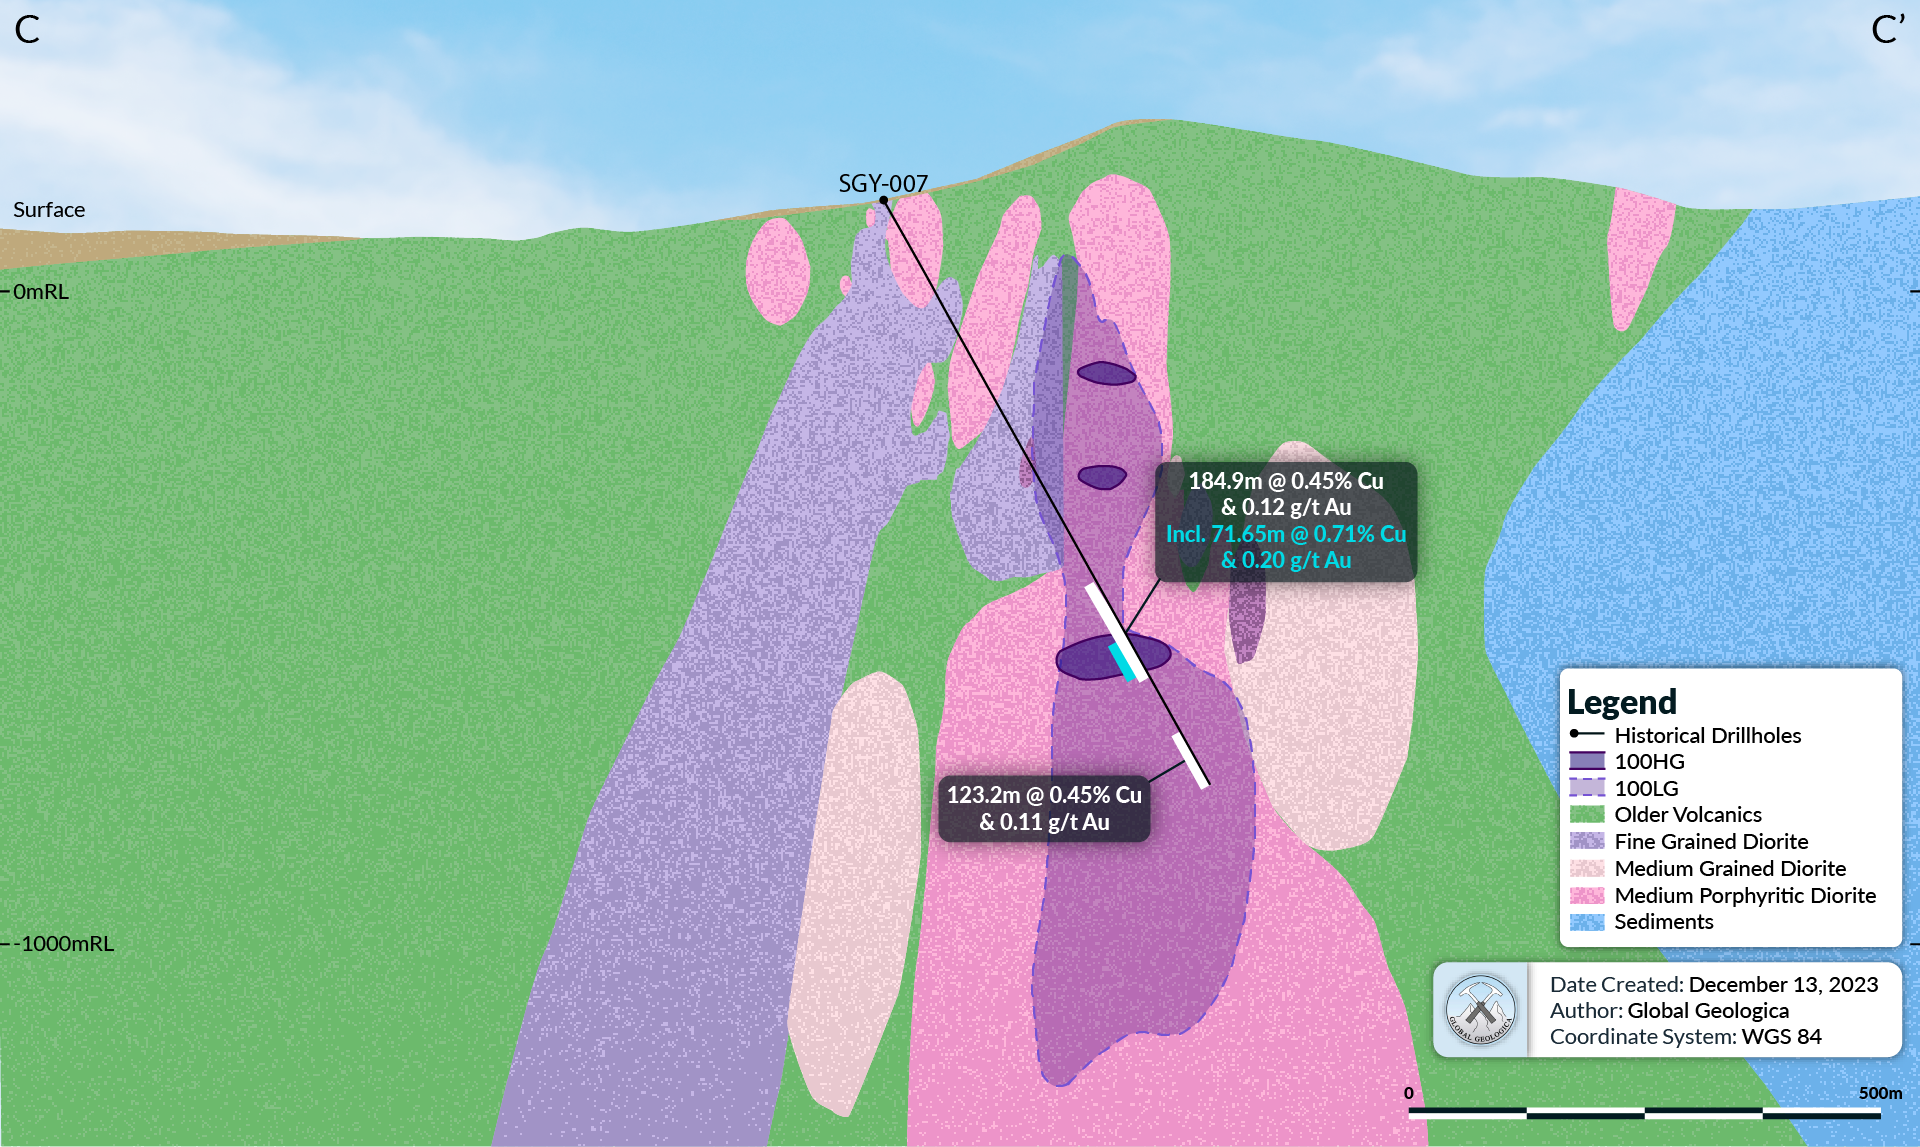 C
C’
SGY-007
Surface
0mRL
184.9m @ 0.45% Cu
& 0.12 g/t Au
Incl. 71.65m @ 0.71% Cu
& 0.20 g/t Au
123.2m @ 0.45% Cu
& 0.11 g/t Au
-1000mRL
Legend
Historical Drillholes
100HG
100LG
Older Volcanics
Fine Grained Diorite
Medium Grained Diorite
Medium Porphyritic Diorite
Sediments
GLOBAL GEOLOGICA
Date Created: December 13, 2023
Author: Global Geologica
Coordinate System: WGS 84
0 500m